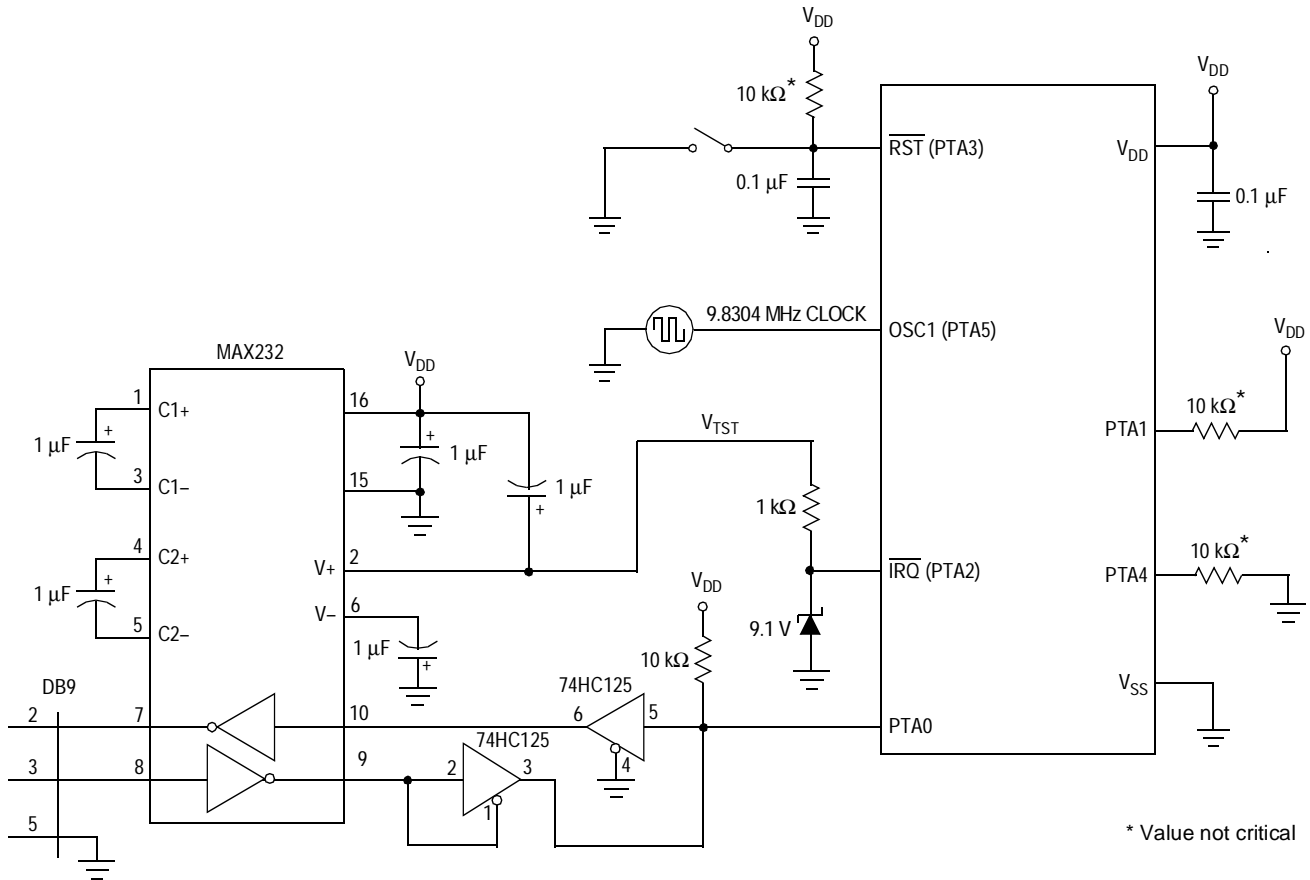 VDD
10 kΩ*
RST (PTA3)
0.1 µF
VDD
VDD
0.1 µF
9.8304 MHz CLOCK
OSC1 (PTA5)
VDD
10 kΩ*
PTA1
MAX232
VDD
1
C1+
16
1 µF
+
+
1 µF
3
C1–
15
1 µF
+
VTST
1 kΩ
4
C2+
2
V+
IRQ (PTA2)
10 kΩ*
PTA4
1 µF
+
6
V–
5
C2–
1 µF
+
9.1 V
VDD
10 kΩ
VSS
DB9
2
7
10
74HC125
6
5
4
PTA0
3
8
9
74HC125
2
3
1
5
* Value not critical